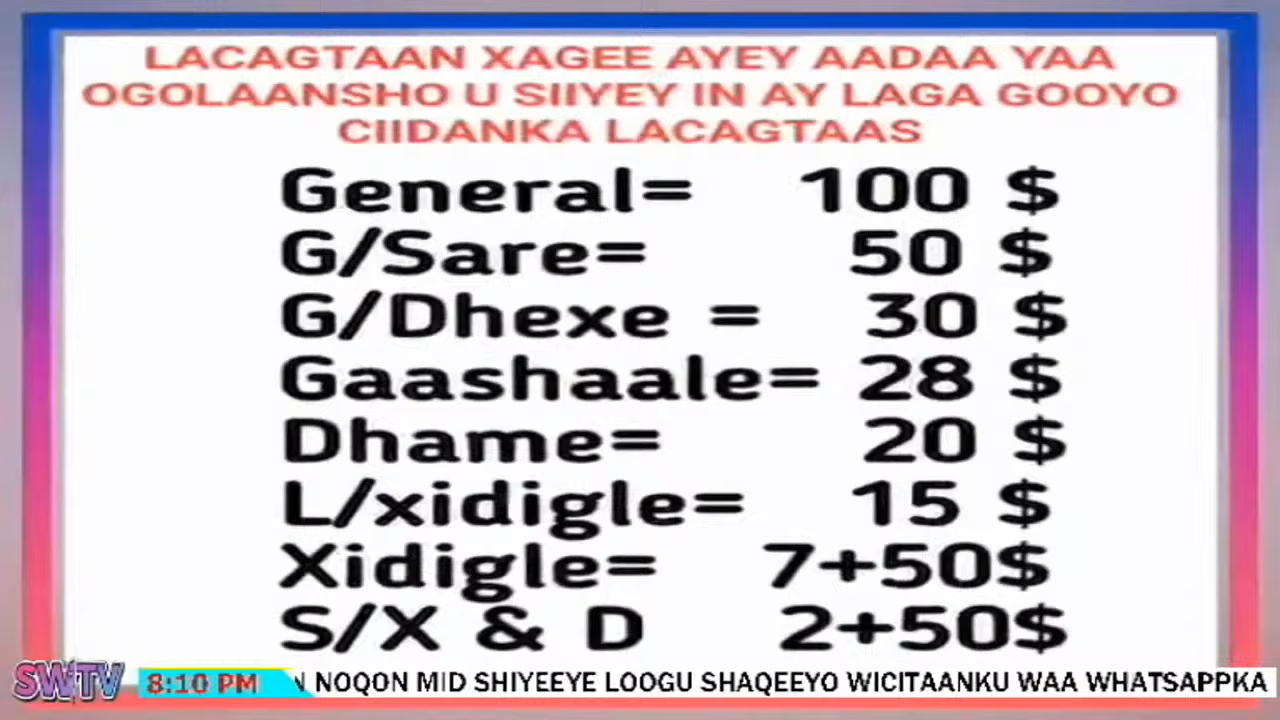 LACAGTAAN XAGEE AYEY AADAA YAA
OGOLAANSHO U SIIYEY IN AY LAGA GOOYO
CIIDANKA LACAGTAAS
General= 100 $
G/Sare= 50 $
G/Dhexe = 30 $
Gaashaale= 28 $
Dhame= 20 $
L/xidigle= 15 $
Xidigle= 7+50$
S/X & D 2+50$
SWTV 8:10 PM N NOQON MID SHIYEEYE LOOGU SHAQEEYO WICITAANKU WAA WHATSAPPKA